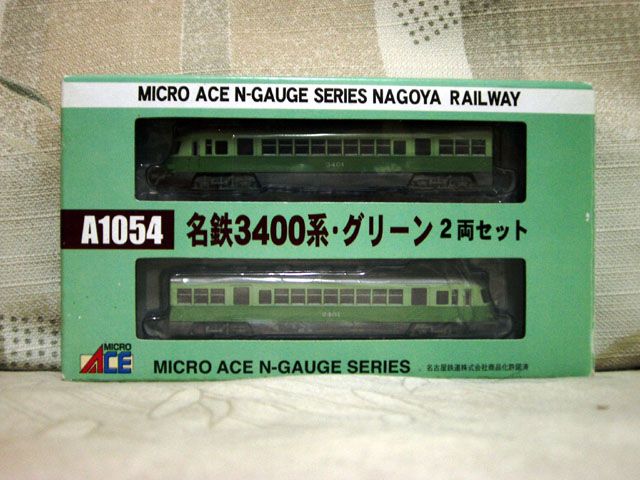 MICRO ACE N-GAUGE SERIES NAGOYA RAILWAY
3401
A1054 名鉄3400系・グリーン 2両セット
2401
MICRO ACE
MICRO ACE N-GAUGE SERIES
名古屋鉄道株式会社商品化許諾済